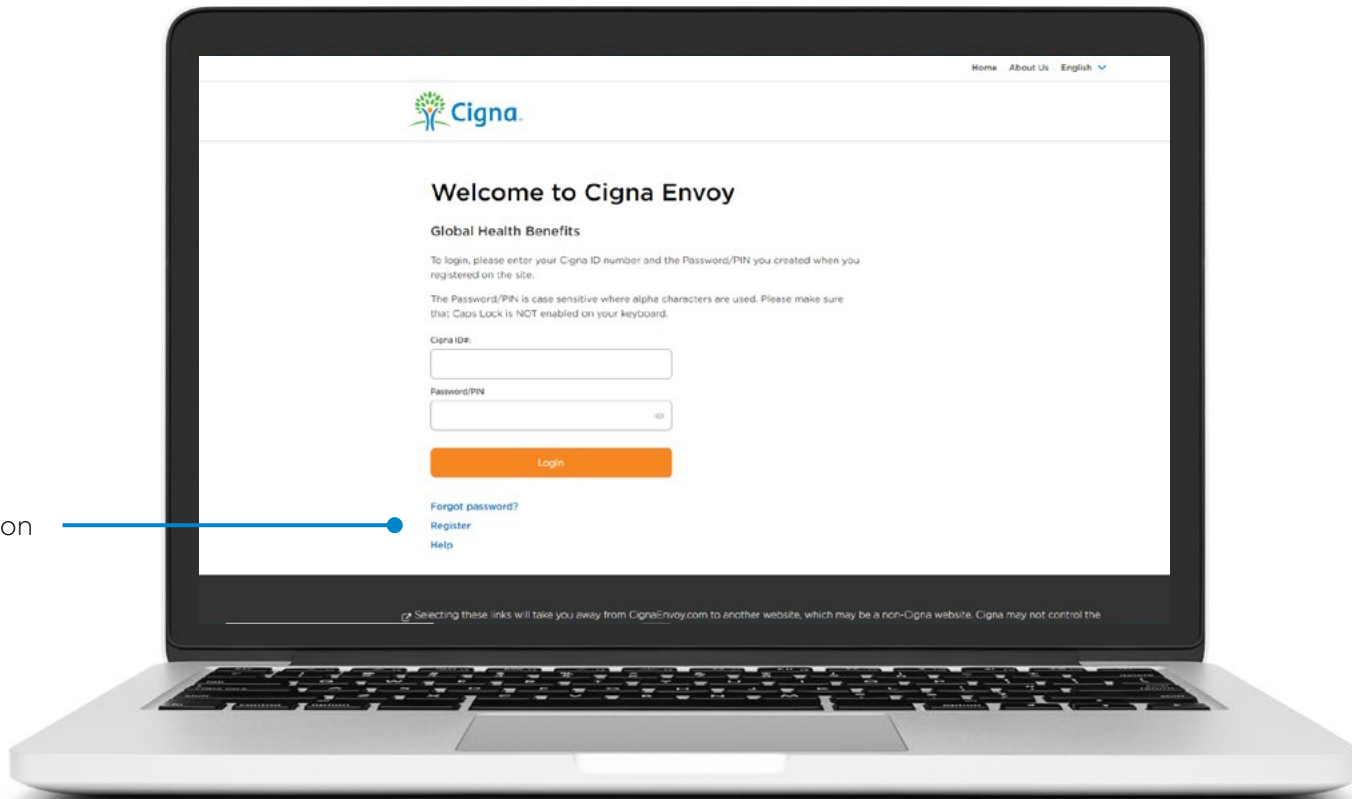 Home About Us English
Cigna.
Welcome to Cigna Envoy
Global Health Benefits
To login, please enter your Cigna ID number and the Password/PIN you created when you
registered on the site.
The Password/PIN is case sensitive where alpha characters are used. Please make sure
that Caps Lock is NOT enabled on your keyboard.
Cigna ID#:
Password/PIN
Login
Forgot password?
on
Register
Help
Selecting these links will take you away from CignaEnvoy.com to another website, which may be a non-Cigna website. Cigna may not control the
control option
option